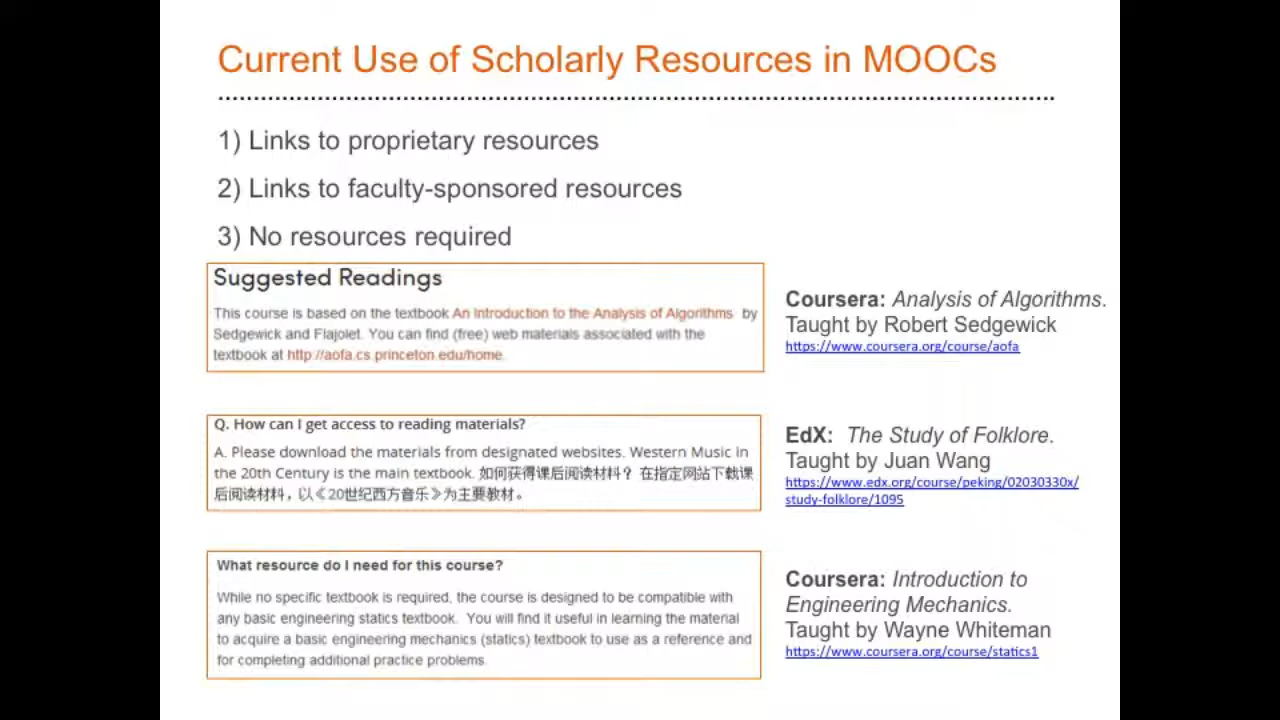 Current Use of Scholarly Resources in MOOCs
1) Links to proprietary resources
2) Links to faculty-sponsored resources
3) No resources required
Suggested Readings
This course is based on the textbook An Introduction to the Analysis of Algorithms by
Sedgewick and Flajolet. You can find (free) web materials associated with the
textbook at http://aofa.cs.princeton.edu/home.
Coursera: Analysis of Algorithms.
Taught by Robert Sedgewick
https://www.coursera.org/course/aofa
Q. How can I get access to reading materials?
A. Please download the materials from designated websites. Western Music in
the 20th Century is the main textbook. 如何获得课后阅读材料？ 在指定网站下载课
后阅读材料，以《20世纪西方音乐》为主要教材。
EdX: The Study of Folklore.
Taught by Juan Wang
https://www.edx.org/course/peking/02030330x/
study-folklore/1095
What resource do I need for this course?
While no specific textbook is required, the course is designed to be compatible with
any basic engineering statics textbook. You will find it useful in learning the material
to acquire a basic engineering mechanics (statics) textbook to use as a reference and
for completing additional practice problems.
Coursera: Introduction to
Engineering Mechanics.
Taught by Wayne Whiteman
https://www.coursera.org/course/statics1